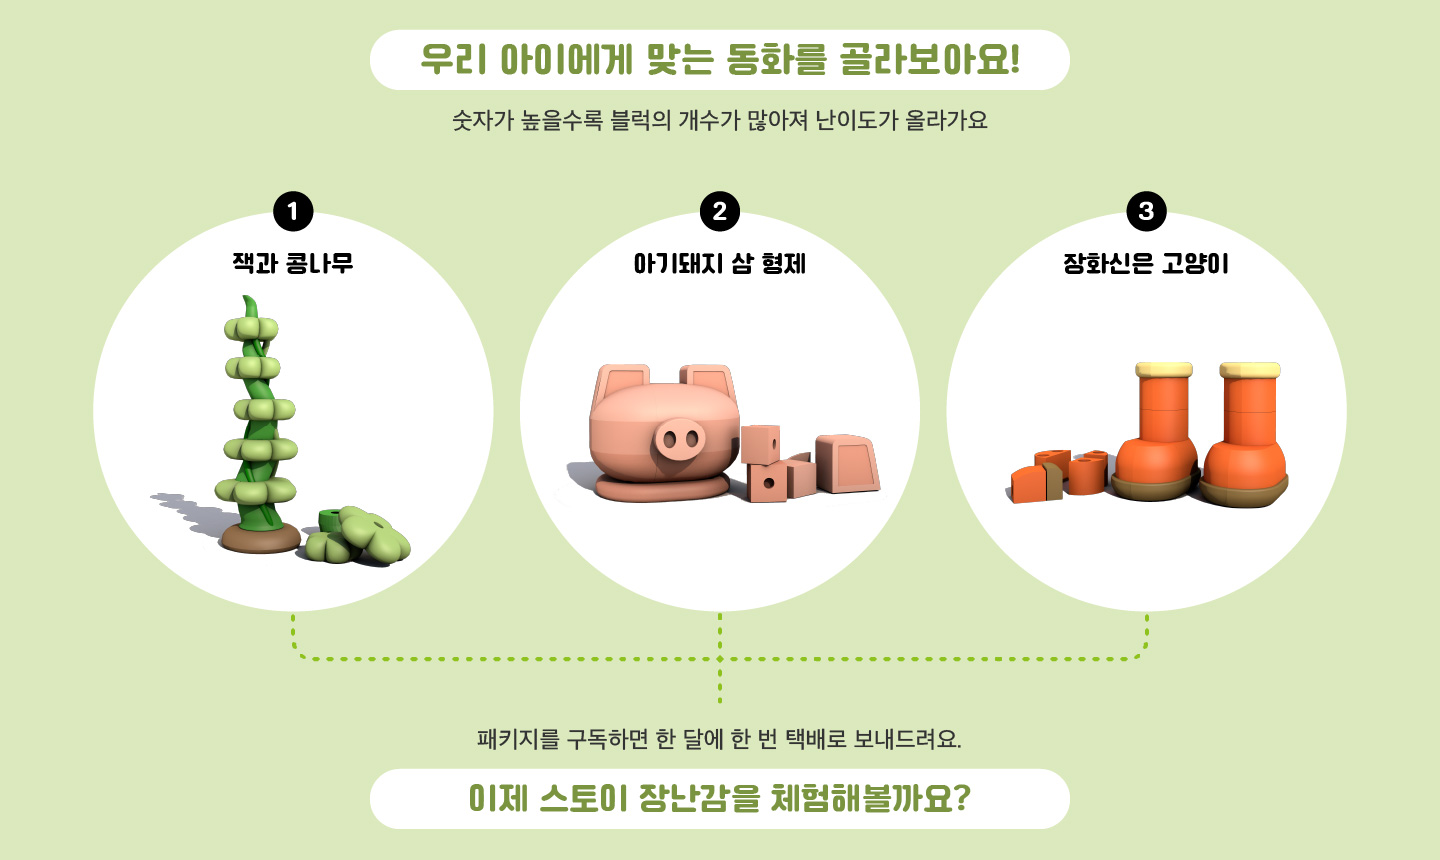 우리 아이에게 맞는 동화를 골라보아요!
숫자가 높을수록 블럭의 개수가 많아져 난이도가 올라가요
1
잭과 콩나무
2
아기돼지 삼 형제
3
장화신은 고양이
패키지를 구독하면 한 달에 한 번 택배로 보내드려요.
이제 스토이 장난감을 체험해볼까요?